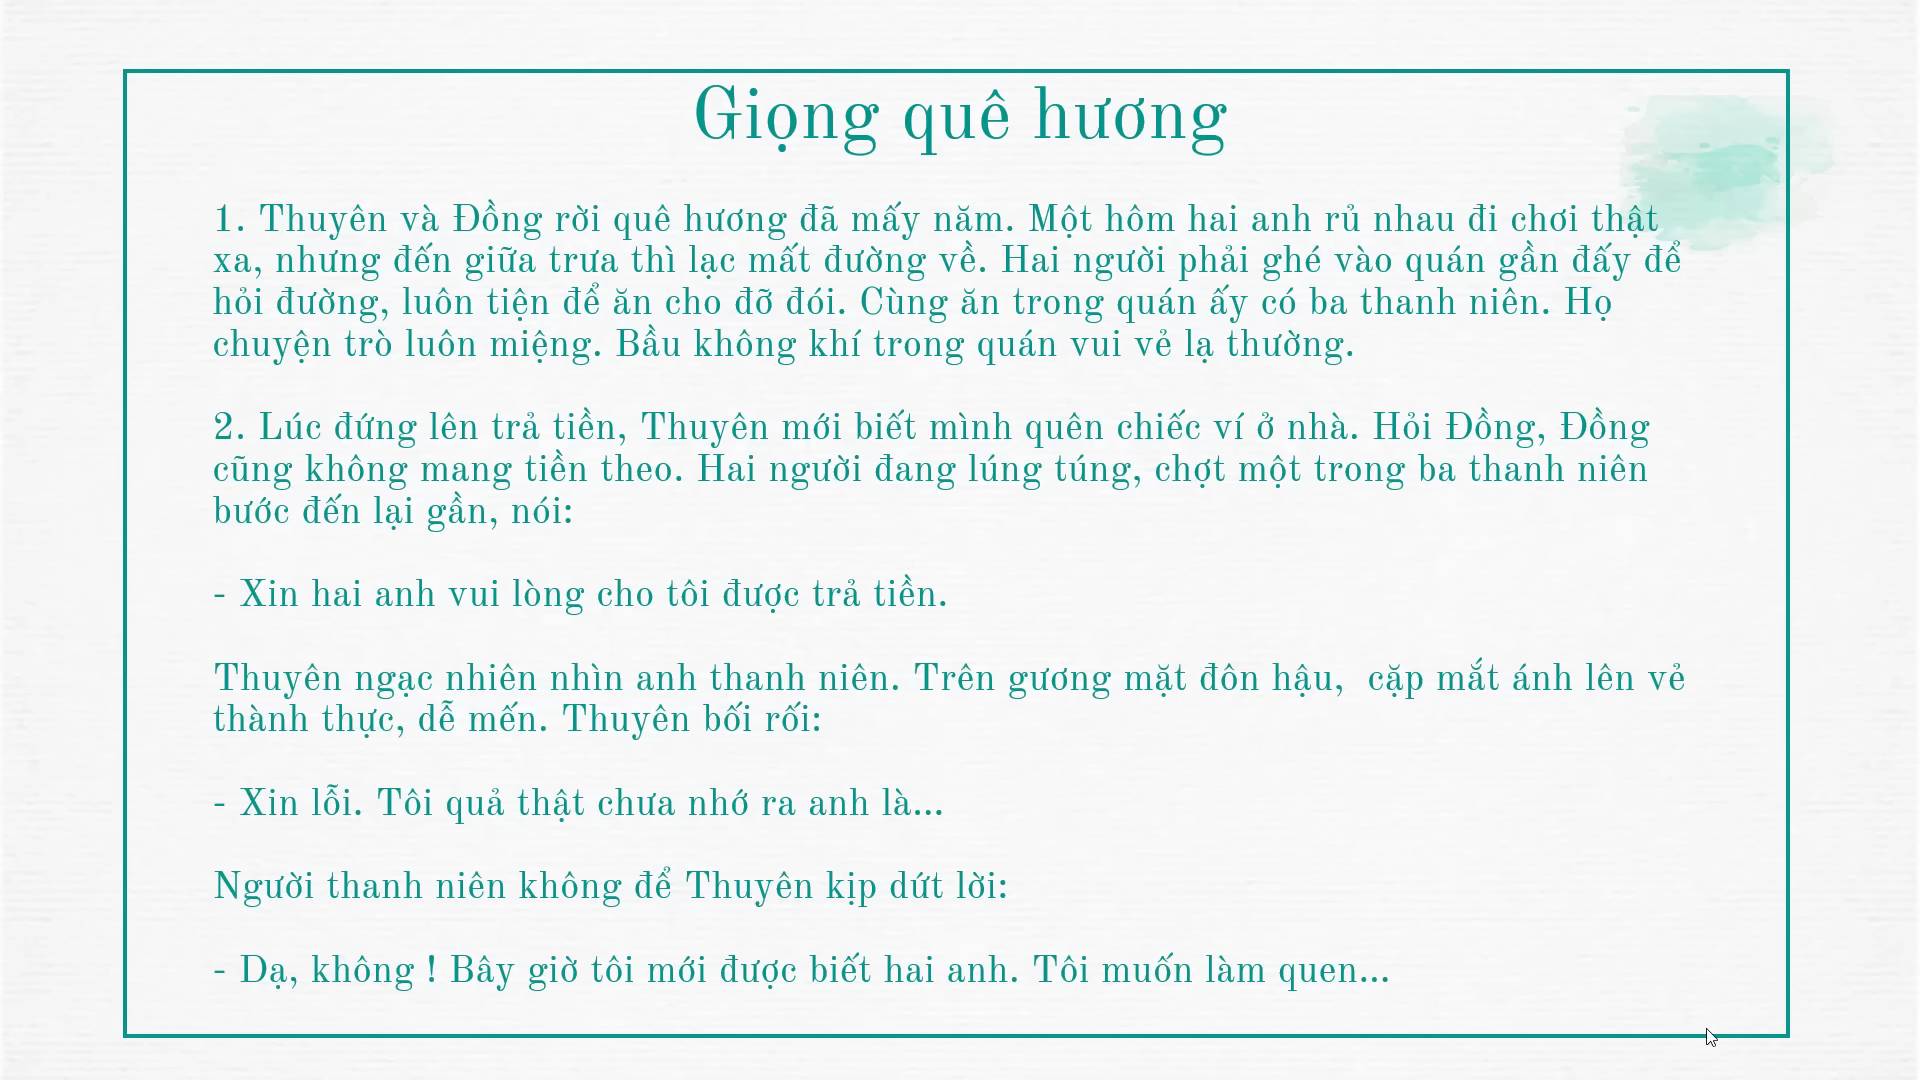 Giọng quê hương
1. Thuyên và Đồng rời quê hương đã mấy năm. Một hôm hai anh rủ nhau đi chơi thật
xa, nhưng đến giữa trưa thì lạc mất đường về. Hai người phải ghé vào quán gần đấy để
hỏi đường, luôn tiện để ăn cho đỡ đói. Cùng ăn trong quán ấy có ba thanh niên. Họ
chuyện trò luôn miệng. Bầu không khí trong quán vui vẻ lạ thường.
2. Lúc đứng lên trả tiền, Thuyên mới biết mình quên chiếc ví ở nhà. Hỏi Đồng, Đồng
cũng không mang tiền theo. Hai người đang lúng túng, chợt một trong ba thanh niên
bước đến lại gần, nói:
- Xin hai anh vui lòng cho tôi được trả tiền.
Thuyên ngạc nhiên nhìn anh thanh niên. Trên gương mặt đôn hậu,  cặp mắt ánh lên vẻ
thành thực, dễ mến. Thuyên bối rối:
- Xin lỗi. Tôi quả thật chưa nhớ ra anh là...
Người thanh niên không để Thuyên kịp dứt lời:
- Dạ, không ! Bây giờ tôi mới được biết hai anh. Tôi muốn làm quen...